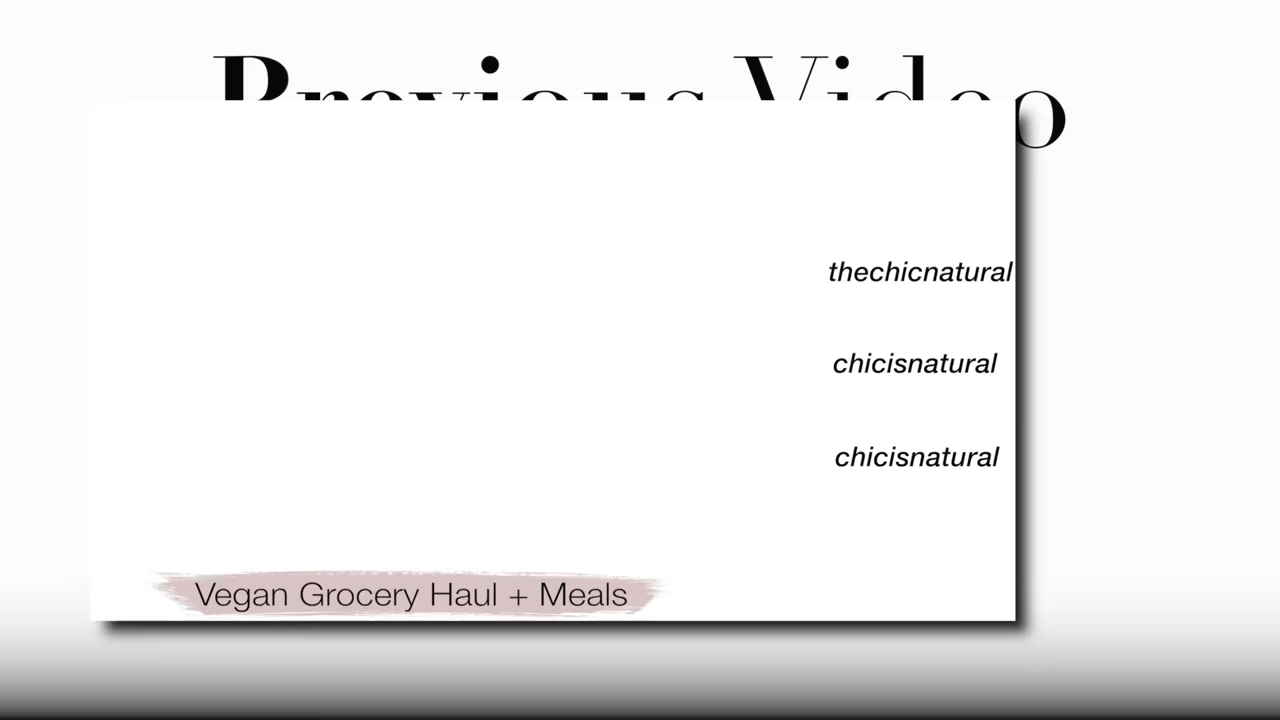 Previous Video
thechicnatural
chicisnatural
chicisnatural
Vegan Grocery Haul + Meals